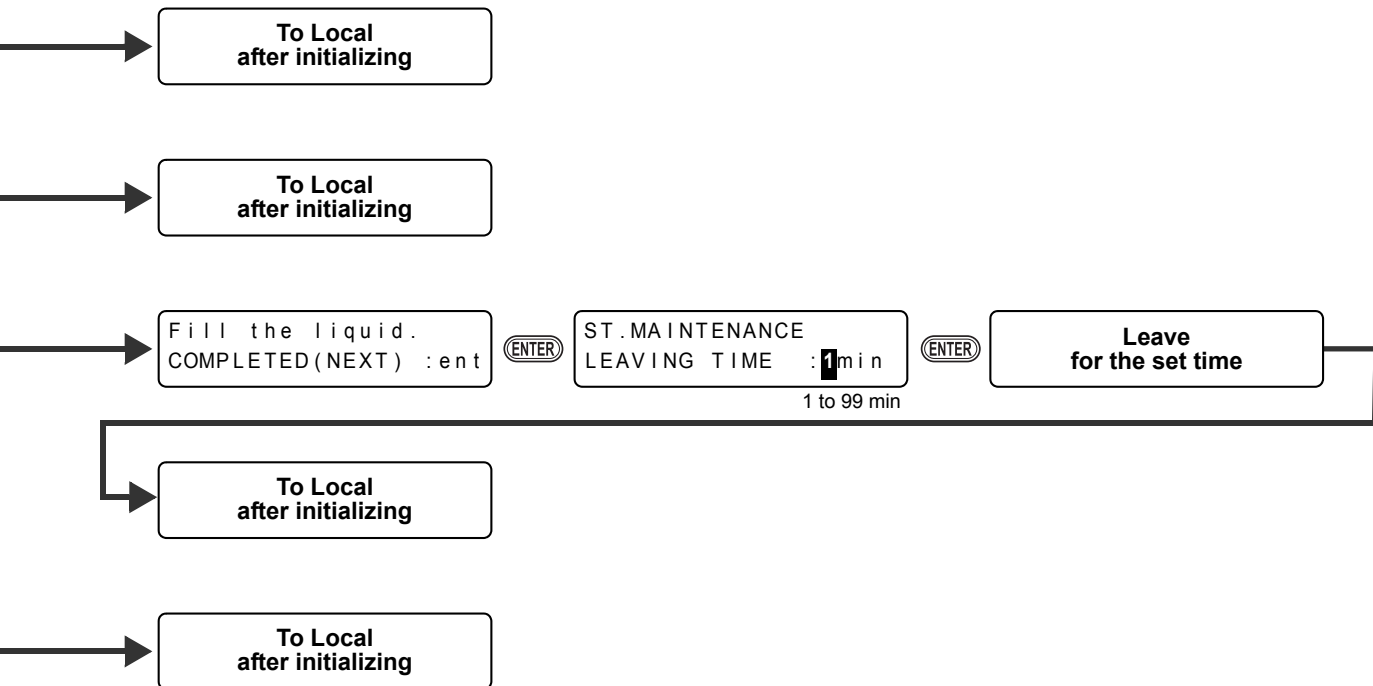 To Local
after initializing
To Local
after initializing
Fill the liquid.
COMPLETED(NEXT) :ent
ENTER
ST.MAINTENANCE
LEAVING TIME :1min
1 to 99 min
ENTER
Leave
for the set time
To Local
after initializing
To Local
after initializing